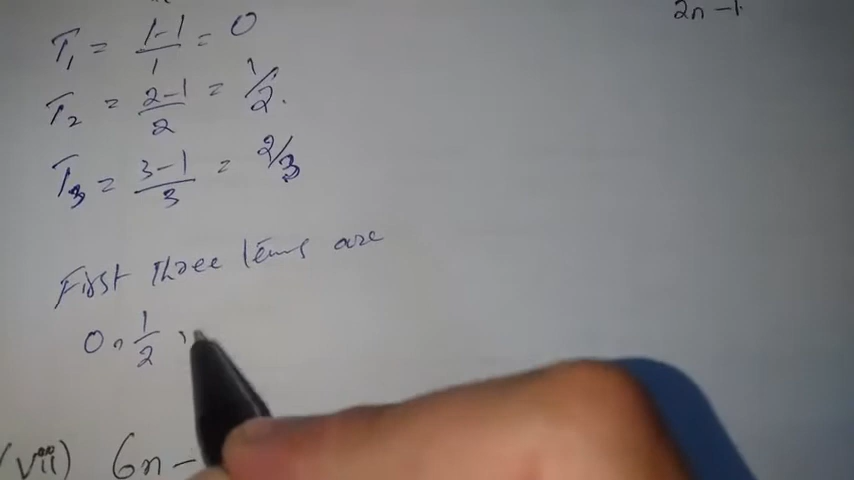 2n-1
T₁ = 1-1/1 = 0
T₂ = 2-1/2 = 1/2.
T₃ = 3-1/3 = 2/3
First three terms are
0, 1/2,
(viii) 6n-